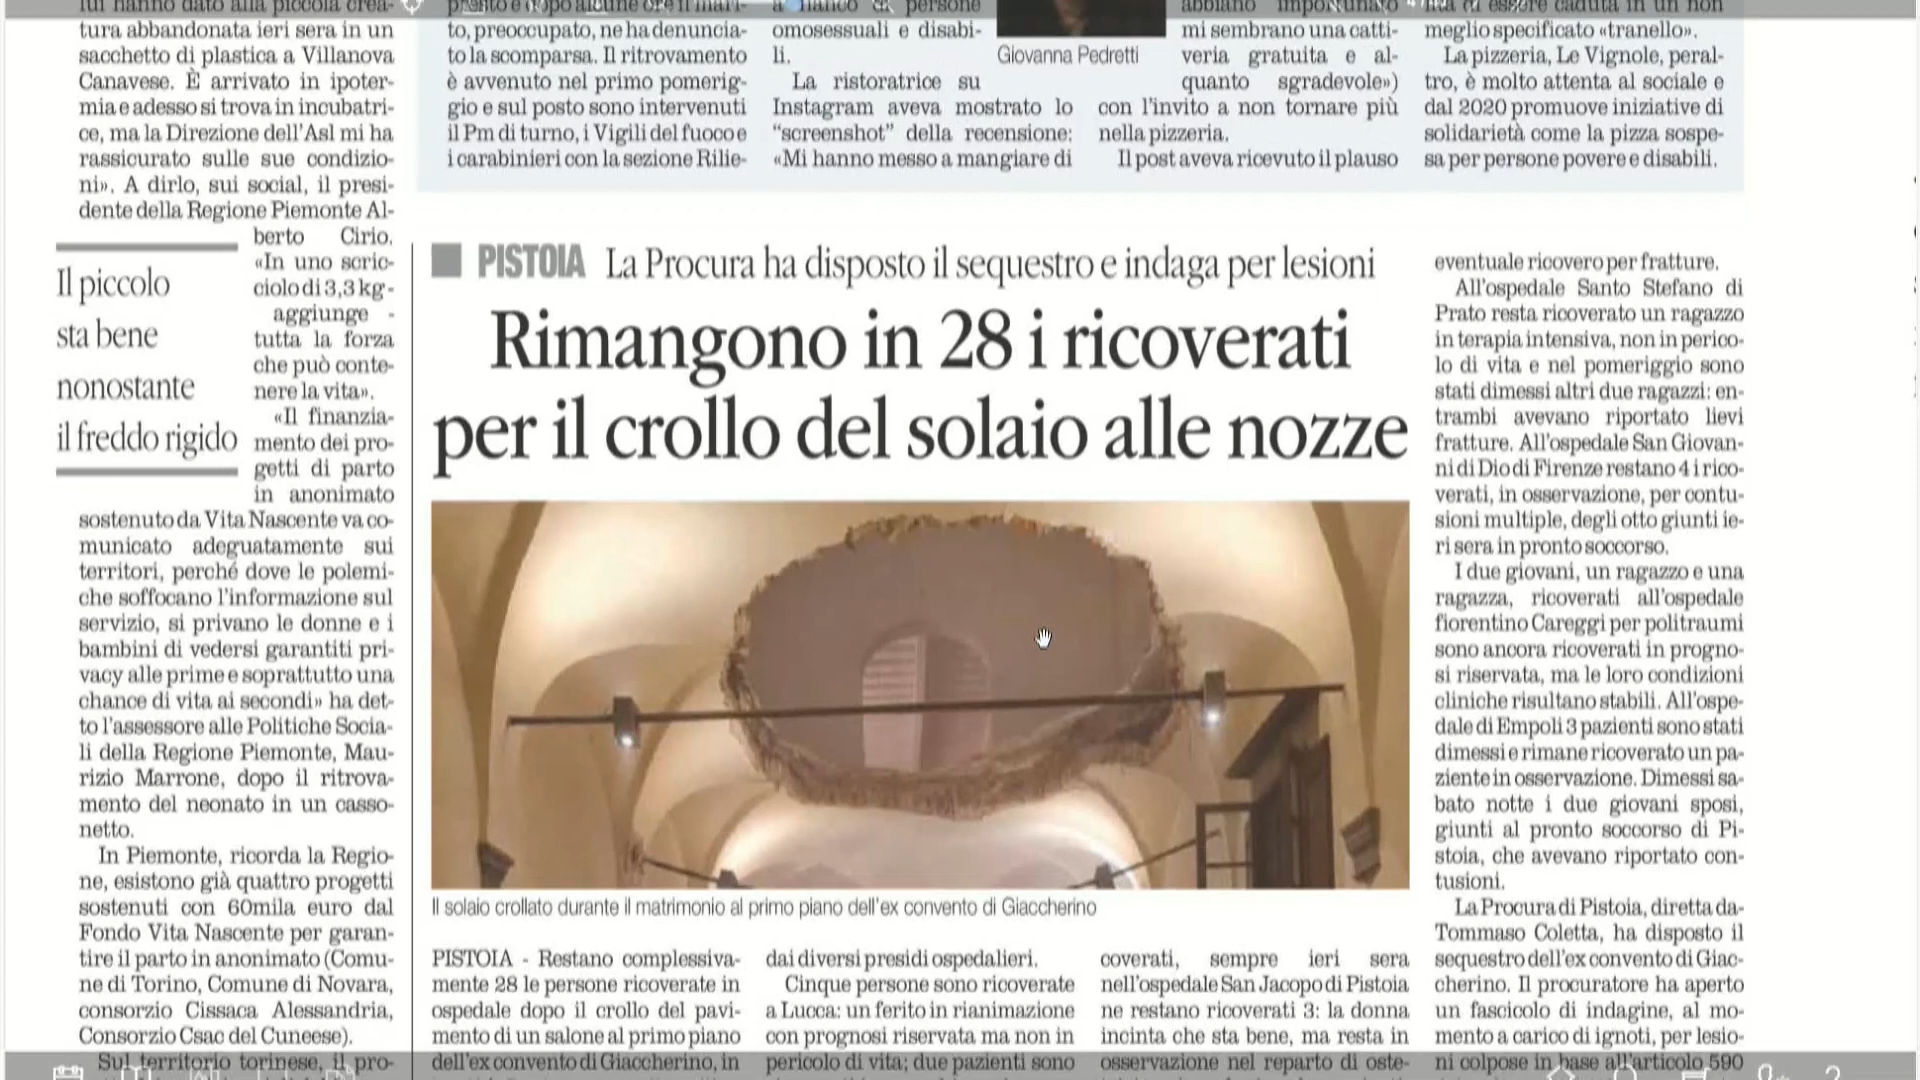 lui hanno dato alla piccola crea-
tura abbandonata ieri sera in un
sacchetto di plastica a Villanova
Canavese. È arrivato in ipoter-
mia e adesso si trova in incubatri-
ce, ma la Direzione dell'Asl mi ha
rassicurato sulle sue condizio-
ni». A dirlo, sui social, il presi-
dente della Regione Piemonte Al-
berto Cirio.
«In uno scric-
ciolo di 3,3 kg -
aggiunge -
tutta la forza
che può conte-
nere la vita».
«Il finanzia-
mento dei pro-
getti di parto
in anonimato
sostenuto da Vita Nascente va co-
municato adeguatamente sui
territori, perché dove le polemi-
che soffocano l'informazione sul
servizio, si privano le donne e i
bambini di vedersi garantiti pri-
vacy alle prime e soprattutto una
chance di vita ai secondi» ha det-
to l'assessore alle Politiche Socia-
li della Regione Piemonte, Mau-
rizio Marrone, dopo il ritrova-
mento del neonato in un casso-
netto.
In Piemonte, ricorda la Regio-
ne, esistono già quattro progetti
sostenuti con 60mila euro dal
Fondo Vita Nascente per garan-
tire il parto in anonimato (Comu-
ne di Torino, Comune di Novara,
consorzio Cissaca Alessandria,
Consorzio Csac del Cuneese).
Sul territorio torinese, il pro-
Il piccolo
sta bene
nonostante
il freddo rigido
presto e dopo alcune ore il mari-
to, preoccupato, ne ha denuncia-
to la scomparsa. Il ritrovamento
è avvenuto nel primo pomerig-
gio e sul posto sono intervenuti
il Pm di turno, i Vigili del fuoco e
i carabinieri con la sezione Rilie-
a fianco di persone
omosessuali e disabi-
li.
La ristoratrice su
Instagram aveva mostrato lo
“screenshot” della recensione:
«Mi hanno messo a mangiare di
Giovanna Pedretti
abbiano importunato
mi sembrano una catti-
veria gratuita e al-
quanto sgradevole»)
con l'invito a non tornare più
nella pizzeria.
Il post aveva ricevuto il plauso
di essere caduta in un non
meglio specificato «tranello».
La pizzeria, Le Vignole, peral-
tro, è molto attenta al sociale e
dal 2020 promuove iniziative di
solidarietà come la pizza sospe-
sa per persone povere e disabili.
PISTOIA La Procura ha disposto il sequestro e indaga per lesioni
Rimangono in 28 i ricoverati
per il crollo del solaio alle nozze
Il solaio crollato durante il matrimonio al primo piano dell'ex convento di Giaccherino
PISTOIA - Restano complessiva-
mente 28 le persone ricoverate in
ospedale dopo il crollo del pavi-
mento di un salone al primo piano
dell'ex convento di Giaccherino, in
dai diversi presidi ospedalieri.
Cinque persone sono ricoverate
a Lucca: un ferito in rianimazione
con prognosi riservata ma non in
pericolo di vita; due pazienti sono
coverati, sempre ieri sera
nell'ospedale San Jacopo di Pistoia
ne restano ricoverati 3: la donna
incinta che sta bene, ma resta in
osservazione nel reparto di oste-
eventuale ricovero per fratture.
All'ospedale Santo Stefano di
Prato resta ricoverato un ragazzo
in terapia intensiva, non in perico-
lo di vita e nel pomeriggio sono
stati dimessi altri due ragazzi: en-
trambi avevano riportato lievi
fratture. All'ospedale San Giovan-
ni di Dio di Firenze restano 4 i rico-
verati, in osservazione, per contu-
sioni multiple, degli otto giunti ie-
ri sera in pronto soccorso.
I due giovani, un ragazzo e una
ragazza, ricoverati all'ospedale
fiorentino Careggi per politraumi
sono ancora ricoverati in progno-
si riservata, ma le loro condizioni
cliniche risultano stabili. All'ospe-
dale di Empoli 3 pazienti sono stati
dimessi e rimane ricoverato un pa-
ziente in osservazione. Dimessi sa-
bato notte i due giovani sposi,
giunti al pronto soccorso di Pi-
stoia, che avevano riportato con-
tusioni.
La Procura di Pistoia, diretta da-
Tommaso Coletta, ha disposto il
sequestro dell'ex convento di Giac-
cherino. Il procuratore ha aperto
un fascicolo di indagine, al mo-
mento a carico di ignoti, per lesio-
ni colpose in base all'articolo 590